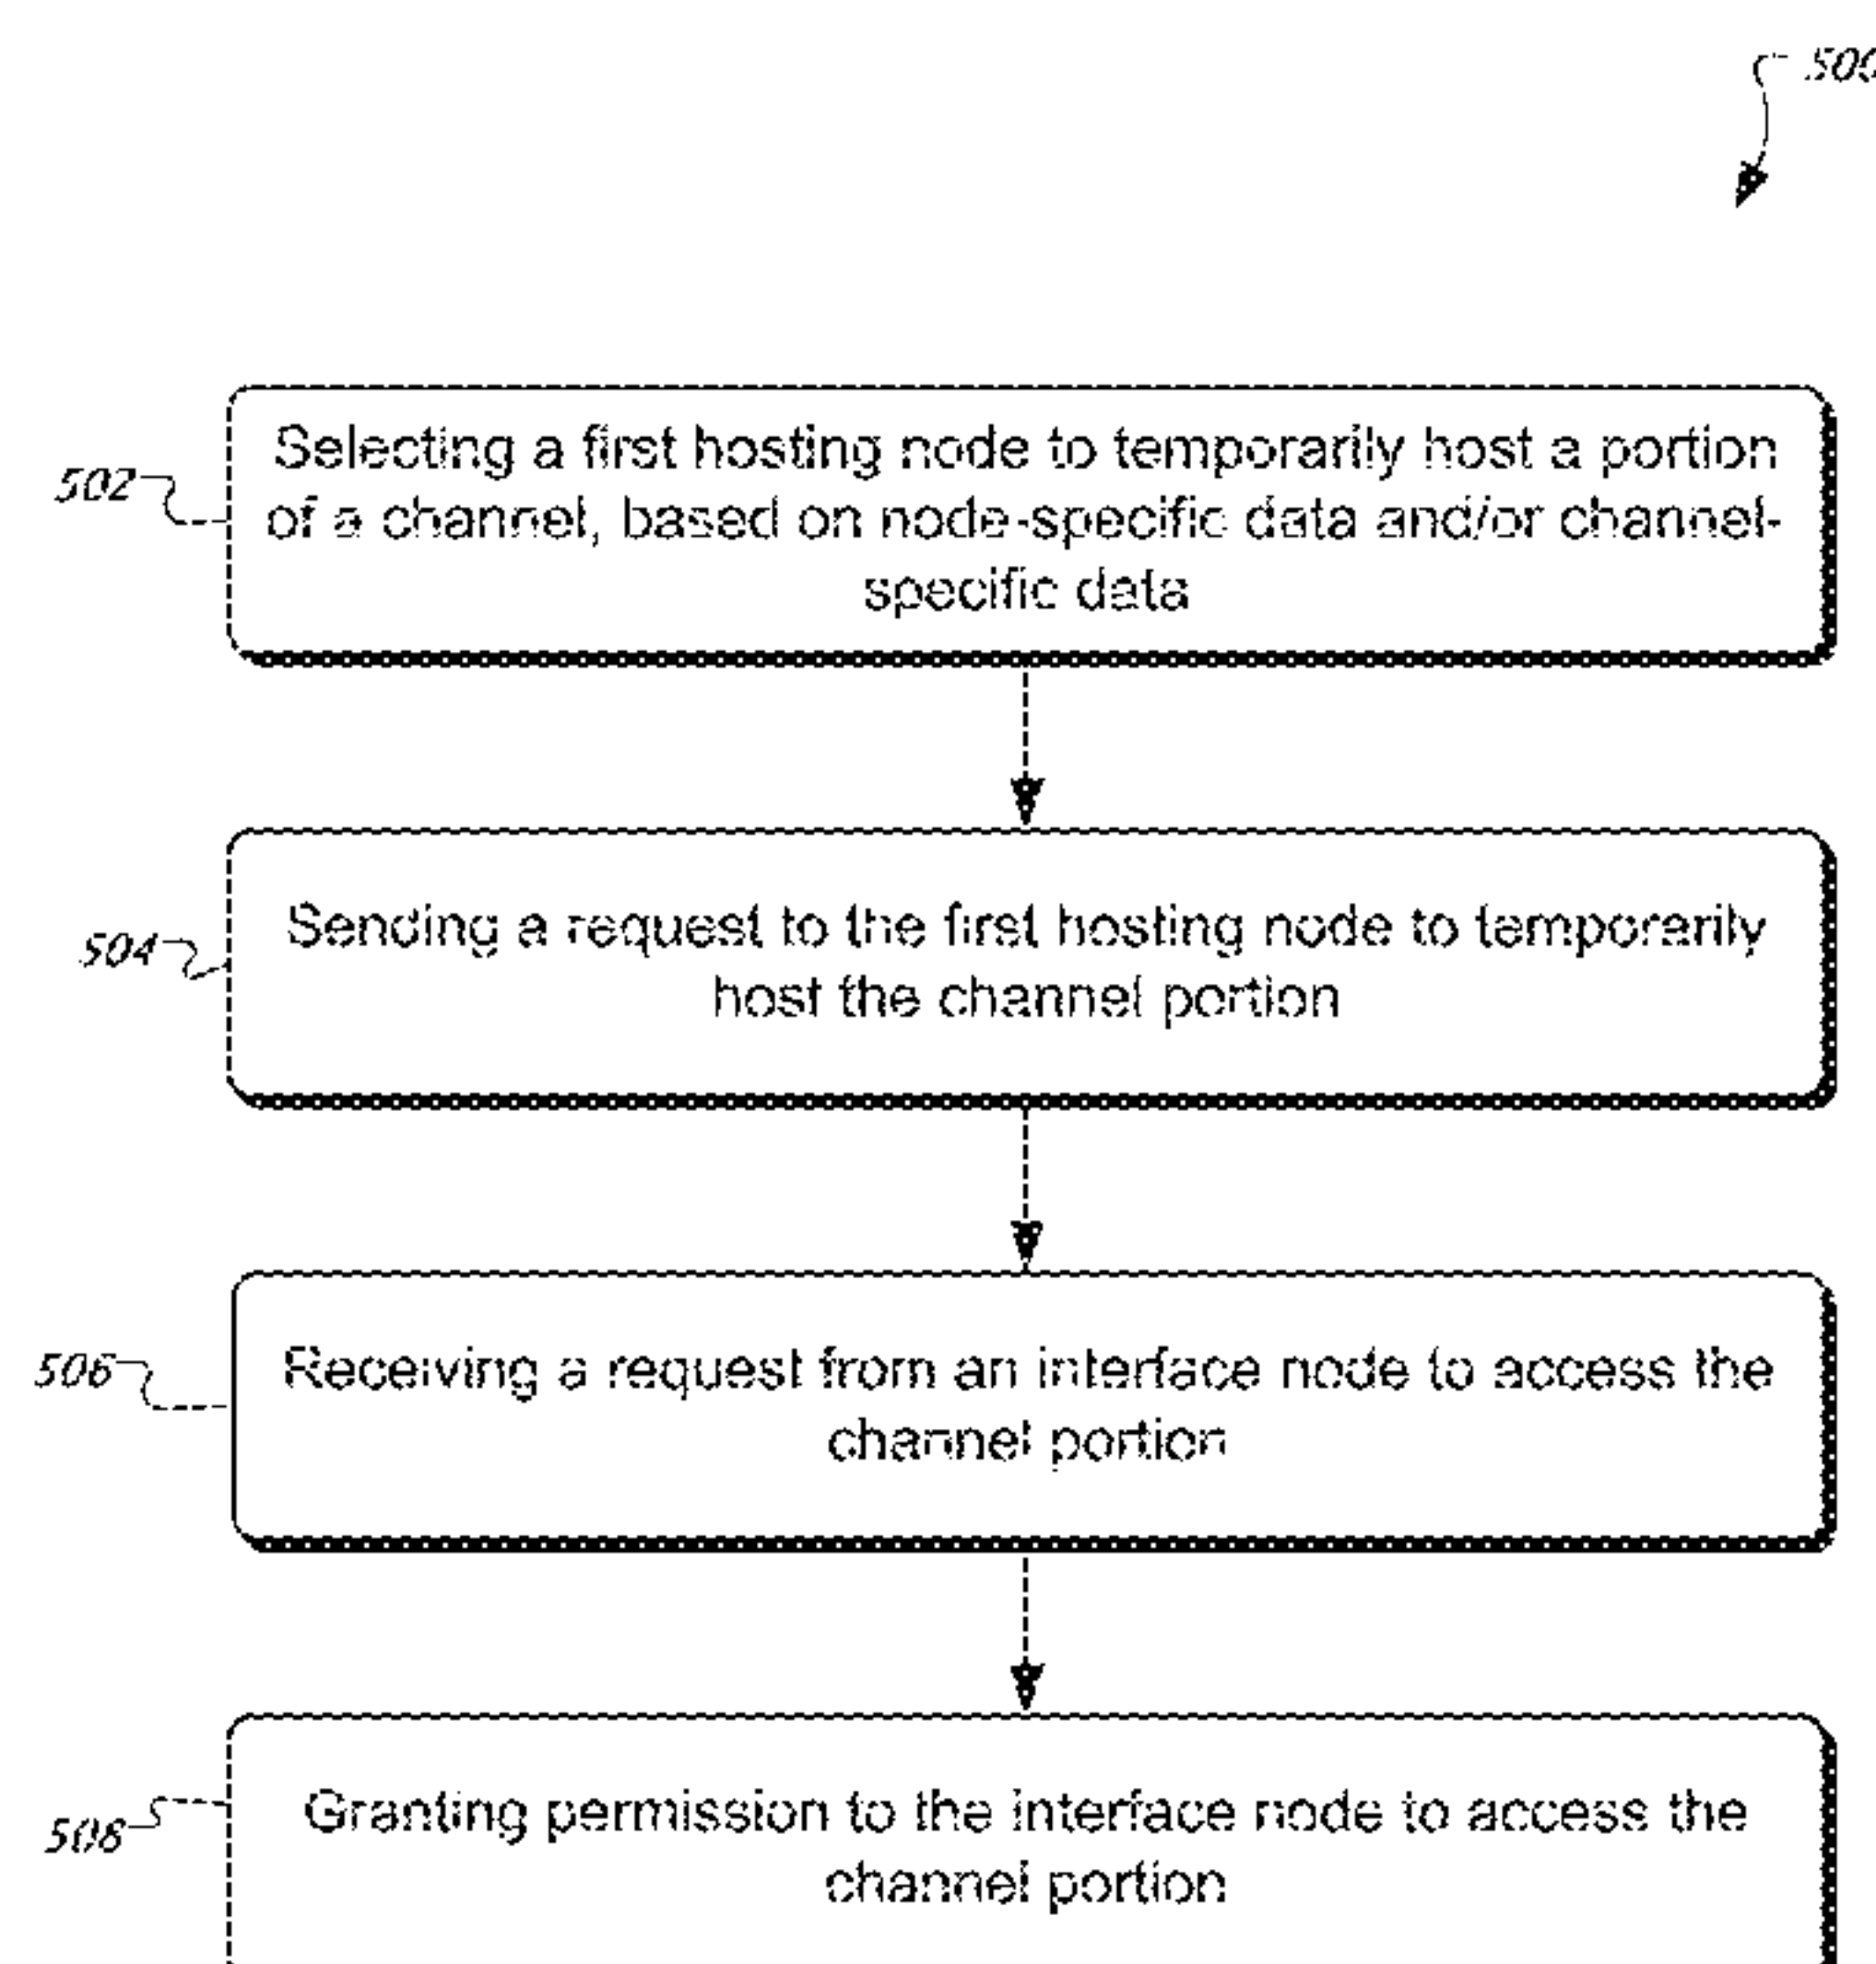 500
502
Selecting a first hosting node to temporarily host a portion
of a channel, based on node-specific data and/or channel-
specific data
504
Sending a request to the first hosting node to temporarily
host the channel portion
506
Receiving a request from an interface node to access the
channel portion
508
Granting permission to the interface node to access the
channel portion